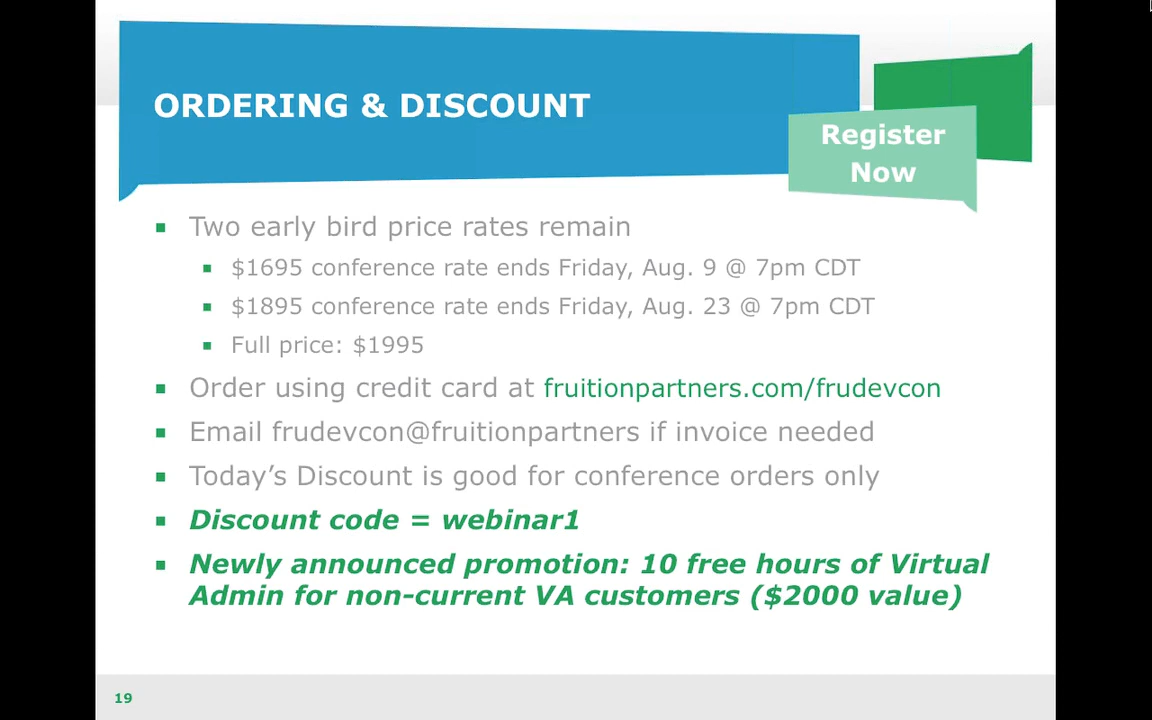 ORDERING & DISCOUNT
Register
Now
Two early bird price rates remain
$1695 conference rate ends Friday, Aug. 9 @ 7pm CDT
$1895 conference rate ends Friday, Aug. 23 @ 7pm CDT
Full price: $1995
Order using credit card at fruitionpartners.com/frudevcon
Email frudevcon@fruitionpartners if invoice needed
Today’s Discount is good for conference orders only
Discount code = webinar1
Newly announced promotion: 10 free hours of Virtual
Admin for non-current VA customers ($2000 value)
19